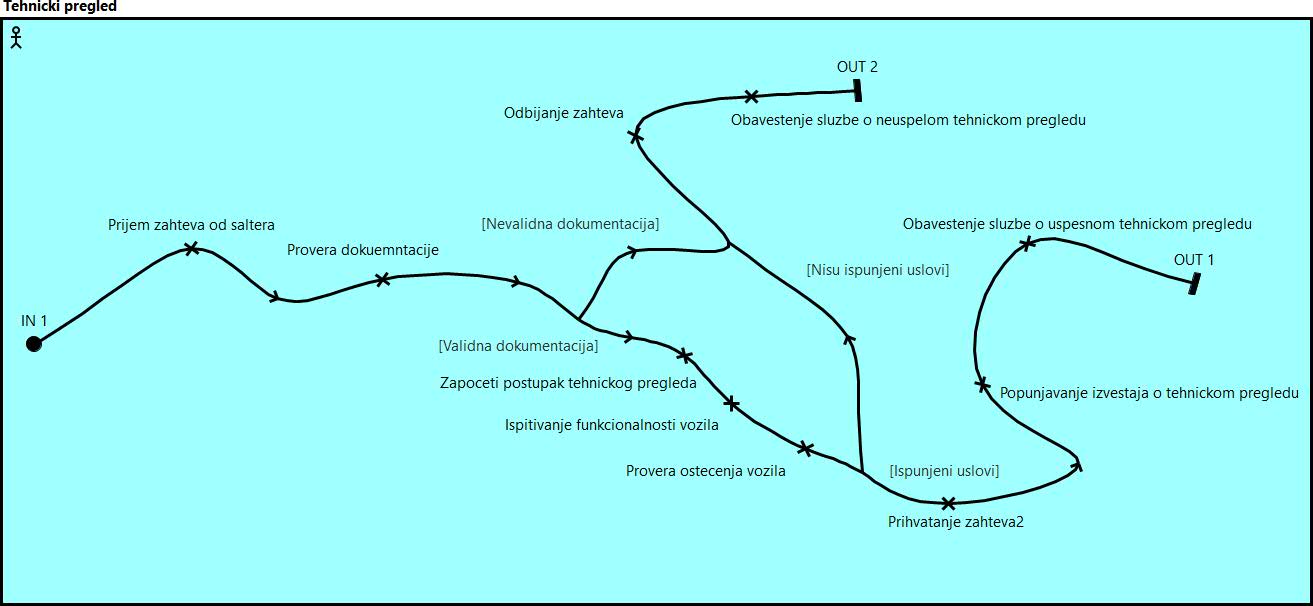 Tehnicki pregled
OUT 2
Odbijanje zahteva
Obavestenje sluzbe o neuspelom tehnickom pregledu
Prijem zahteva od saltera
[Nevalidna dokumentacija]
Obavestenje sluzbe o uspesnom tehnickom pregledu
Provera dokuemntacije
[Nisu ispunjeni uslovi]
OUT 1
IN 1
[Validna dokumentacija]
Zapoceti postupak tehnickog pregleda
Popunjavanje izvestaja o tehnickom pregledu
Ispitivanje funkcionalnosti vozila
Provera ostecenja vozila
[Ispunjeni uslovi]
Prihvatanje zahteva2